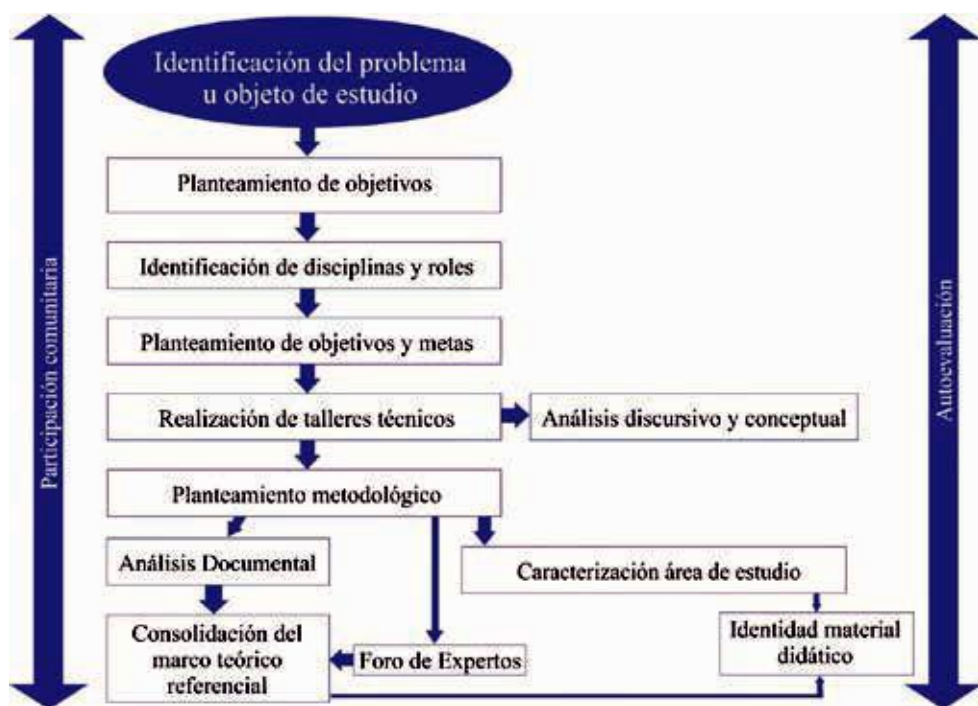 Identificación del problema
u objeto de estudio
Planteamiento de objetivos
Identificación de disciplinas y roles
Planteamiento de objetivos y metas
Realización de talleres técnicos
Análisis discursivo y conceptual
Planteamiento metodológico
Análisis Documental
Caracterización área de estudio
Consolidación del
marco teórico
referencial
Foro de Expertos
Identidad material
didático
Participación comunitaria
Autoevaluación